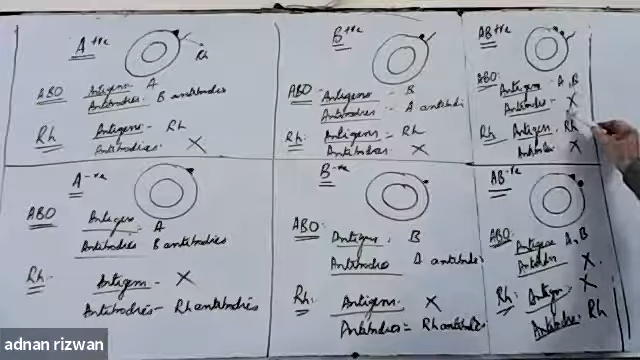 A+ve
Rh
ABO Antigens A
Antibodies B antibodies
Rh Antigens - Rh
Antibodies X
B+ve
ABO Antigens - B
Antibodies - A antibodi
Rh: Antigens - Rh
Antibodies X
AB+ve
ABO: Antigens - A, B
Antibodies - X
Rh Antigens. Rh
X
A-ve
ABO Antigens - A
Antibodies B antibodies
Rh: Antigens - X
Antibodies - Rh antibodies
B-ve
ABO: Antigens. B
Antibodies A antibodies
Rh: Antigens. X
Antibodies = Rh antibodies
AB-ve
ABO: Antigens A, B
X.
Rh: Antigens: X
Antibodies: Rh
adnan rizwan